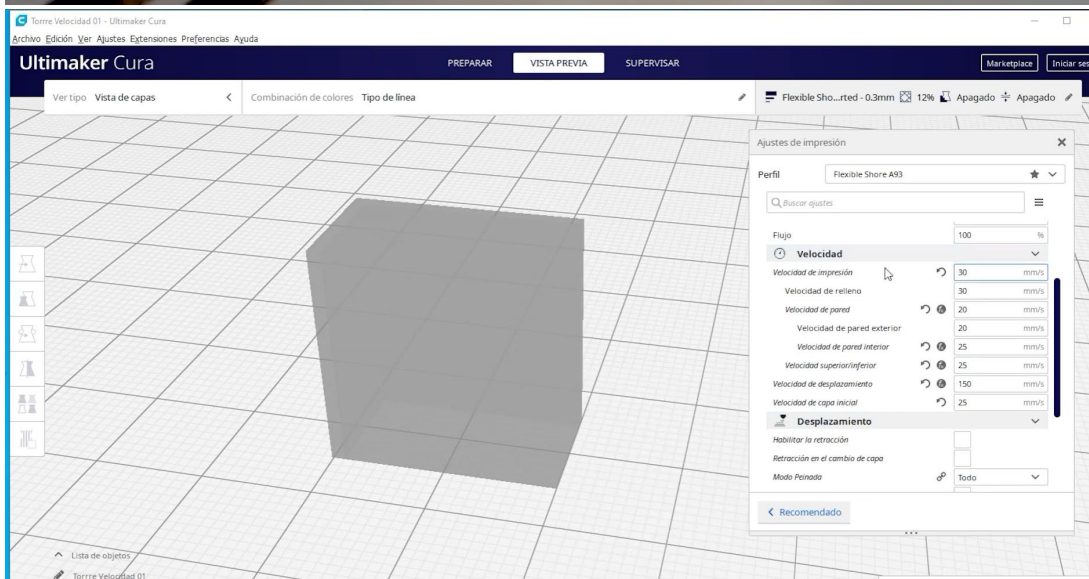 Torrre Velocidad 01 - Ultimaker Cura
Archivo Edición Ver Ajustes Extensiones Preferencias Ayuda
Ultimaker Cura PREPARAR VISTA PREVIA SUPERVISAR Marketplace Iniciar ses
Ver tipo Vista de capas Combinación de colores Tipo de línea Flexible Sho...rted - 0.3mm 12% Apagado Apagado
Ajustes de impresión
Perfil Flexible Shore A93
Buscar ajustes
Flujo 100 %
Velocidad
Velocidad de impresión 30 mm/s
Velocidad de relleno 30 mm/s
Velocidad de pared 20 mm/s
Velocidad de pared exterior 20 mm/s
Velocidad de pared interior 25 mm/s
Velocidad superior/inferior 25 mm/s
Velocidad de desplazamiento 150 mm/s
Velocidad de capa inicial 25 mm/s
Desplazamiento
Habilitar la retracción
Retracción en el cambio de capa
Modo Peinada Todo
Recomendado
Lista de objetos
Torrre Velocidad 01